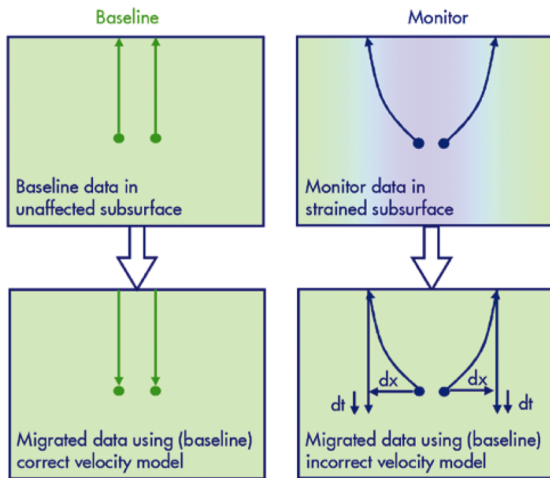 Baseline
Monitor
Baseline data in
unaffected subsurface
Monitor data in
strained subsurface
dx
dx
dt
dt
Migrated data using (baseline)
correct velocity model
Migrated data using (baseline)
incorrect velocity model